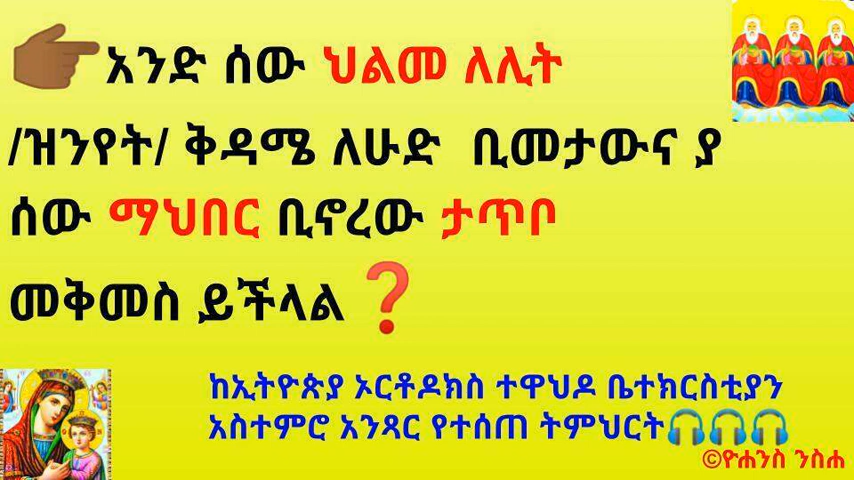 አንድ ሰው ህልመ ለሊት
/ዝንየት/ ቅዳሜ ለሁድ ቢመታውና ያ
ሰው ማህበር ቢኖረው ታጥቦ
መቅመስ ይችላል❓
ከኢትዮጵያ ኦርቶዶክስ ተዋህዶ ቤተክርስቲያን
አስተምሮ አንጻር የተሰጠ ትምህርት🎧🎧🎧
©ዮሐንስ ንስሐ